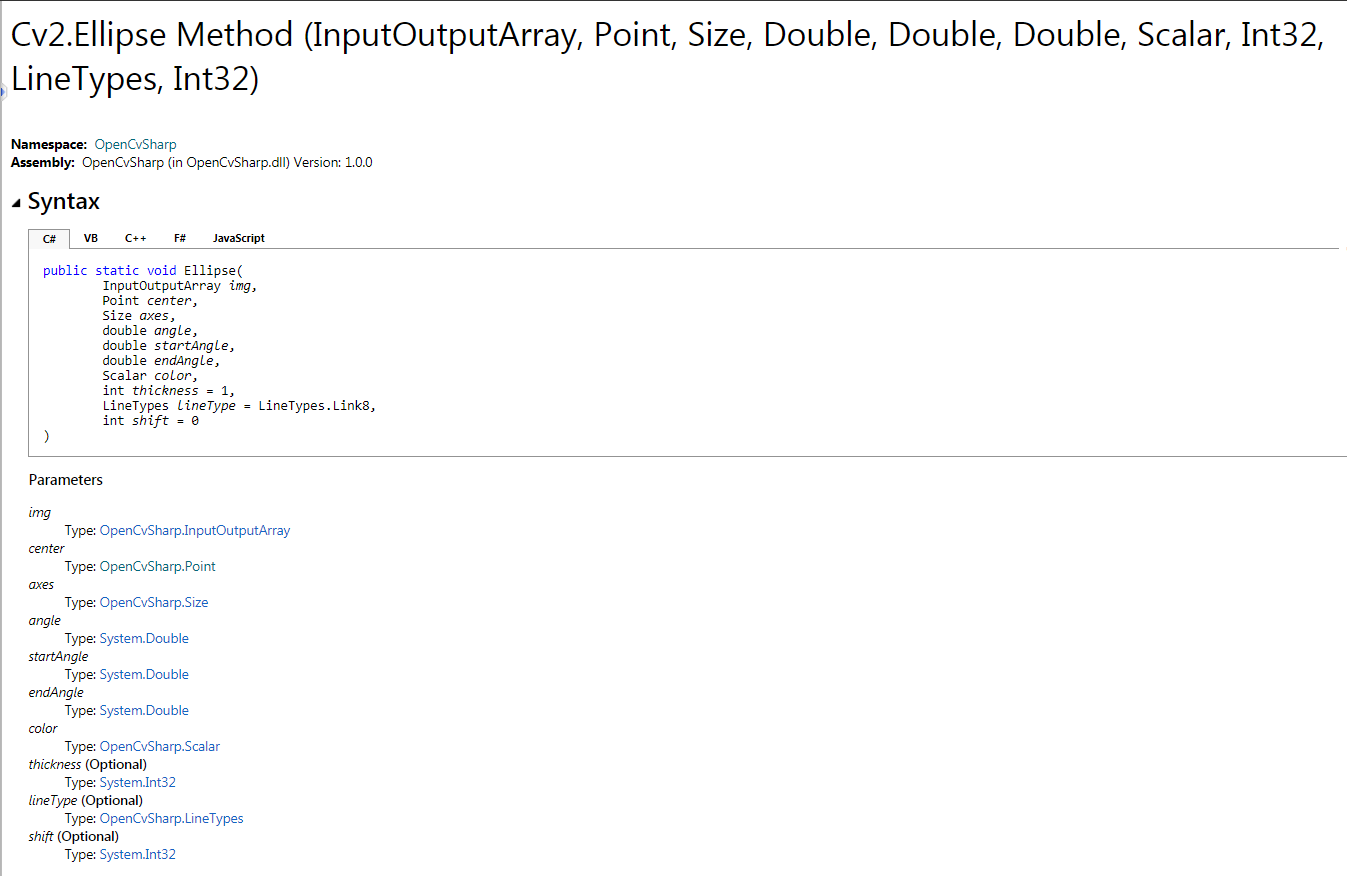 Cv2.Ellipse Method (InputOutputArray, Point, Size, Double, Double, Double, Scalar, Int32,
LineTypes, Int32)
Namespace: OpenCvSharp
Assembly: OpenCvSharp (in OpenCvSharp.dll) Version: 1.0.0
Syntax
C# VB C++ F# JavaScript
public static void Ellipse(
InputOutputArray img,
Point center,
Size axes,
double angle,
double startAngle,
double endAngle,
Scalar color,
int thickness = 1,
LineTypes lineType = LineTypes.Link8,
int shift = 0
)
Parameters
img
Type: OpenCvSharp.InputOutputArray
center
Type: OpenCvSharp.Point
axes
Type: OpenCvSharp.Size
angle
Type: System.Double
startAngle
Type: System.Double
endAngle
Type: System.Double
color
Type: OpenCvSharp.Scalar
thickness (Optional)
Type: System.Int32
lineType (Optional)
Type: OpenCvSharp.LineTypes
shift (Optional)
Type: System.Int32